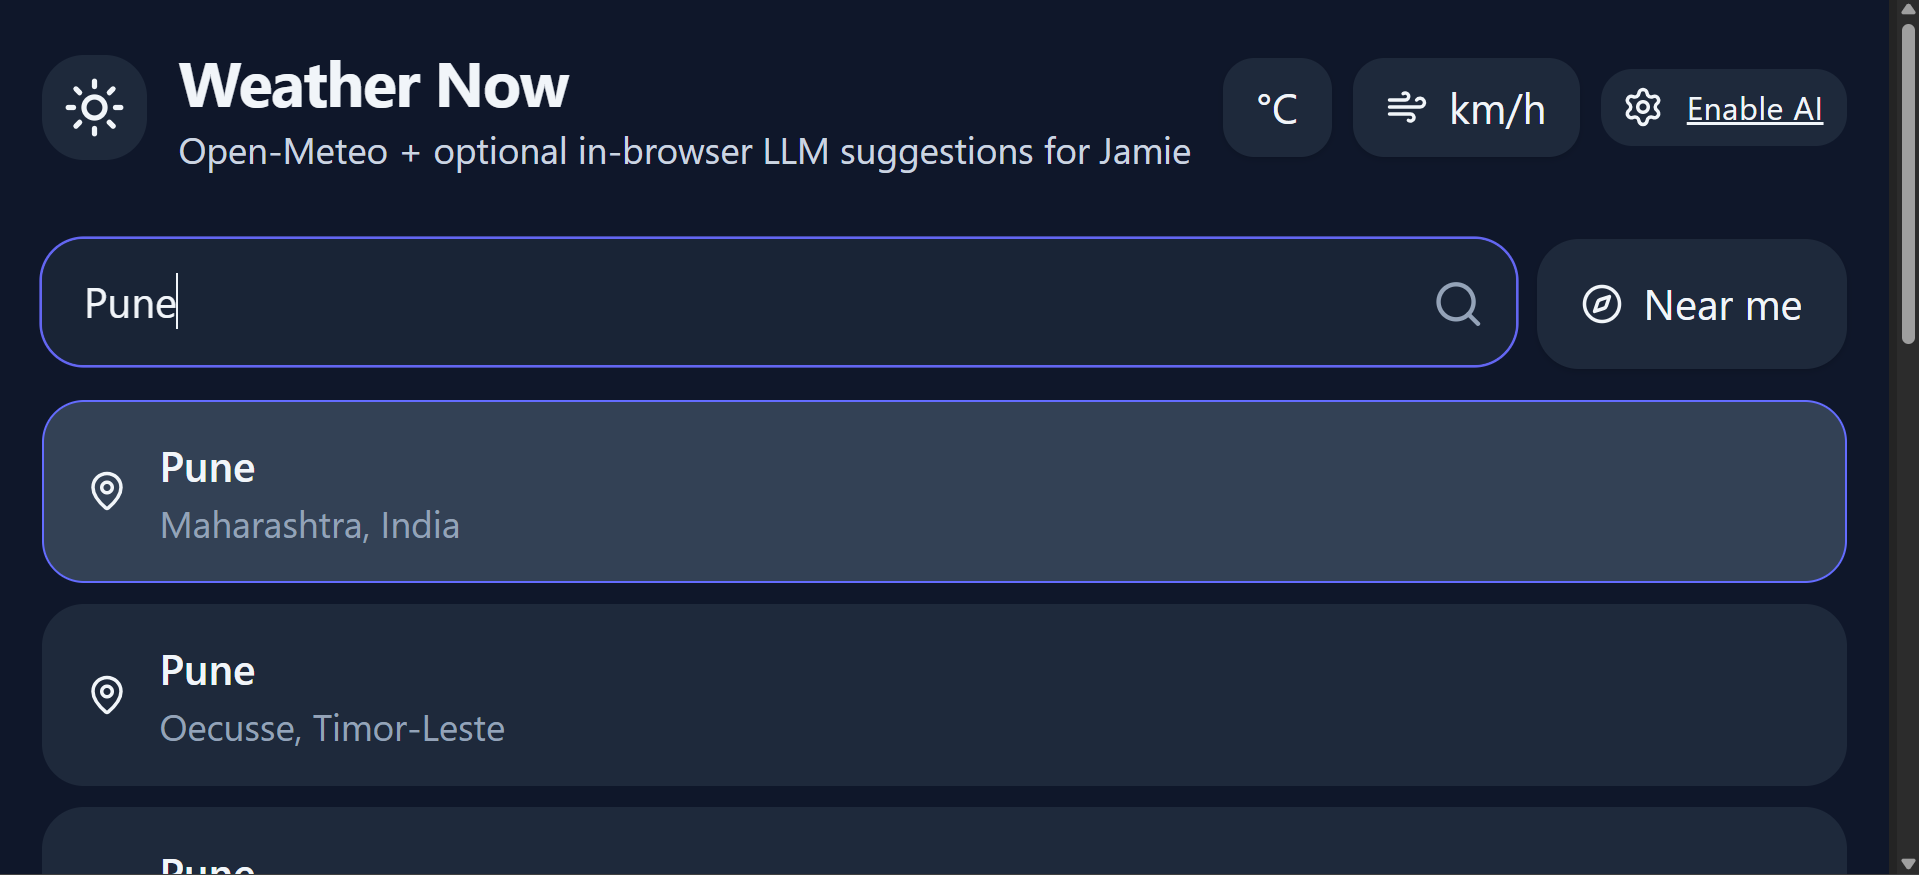 Weather Now
Open-Meteo + optional in-browser LLM suggestions for Jamie
°C
km/h
Enable AI
Pune
Near me
Pune
Maharashtra, India
Pune
Oecusse, Timor-Leste
Pune